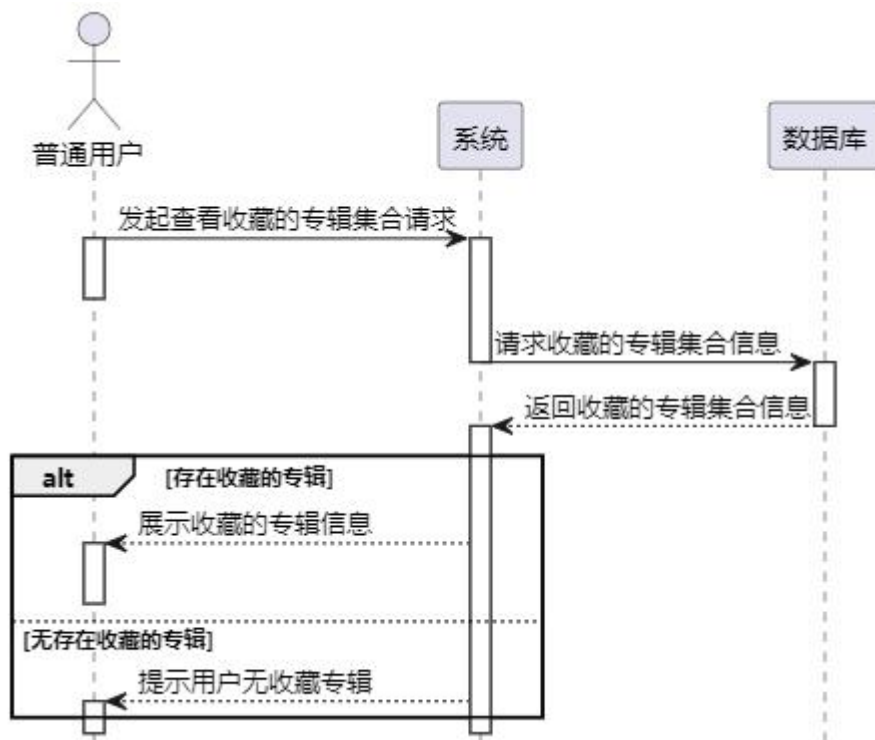 普通用户
系统
数据库
发起查看收藏的专辑集合请求
请求收藏的专辑集合信息
返回收藏的专辑集合信息
alt
[存在收藏的专辑]
展示收藏的专辑信息
[无存在收藏的专辑]
提示用户无收藏专辑